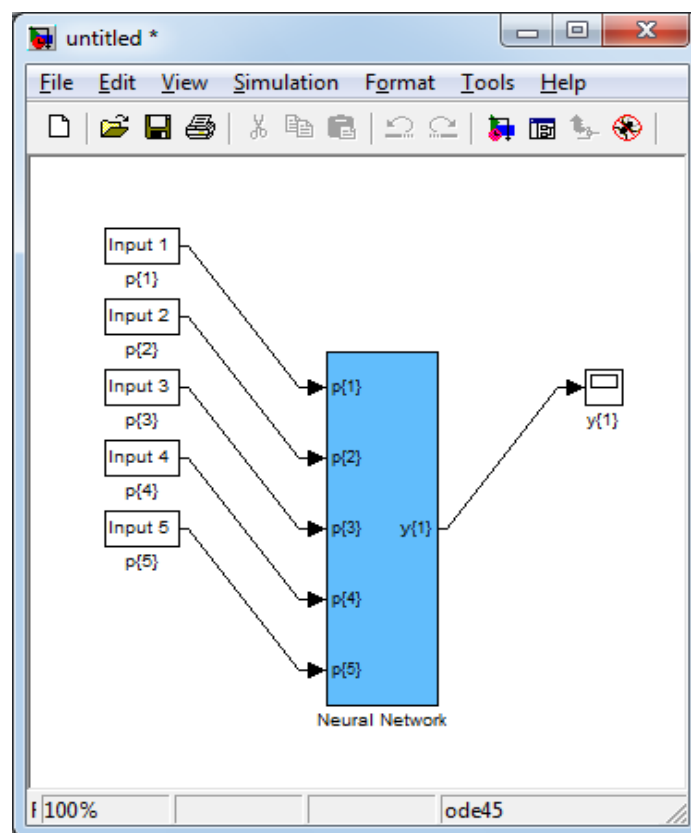 untitled *
File Edit View Simulation Format Tools Help
Input 1
p{1}
Input 2
p{2}
Input 3
p{3}
Input 4
p{4}
Input 5
p{5}
p{1}
p{2}
p{3} y{1}
p{4}
p{5}
Neural Network
y{1}
100% ode45